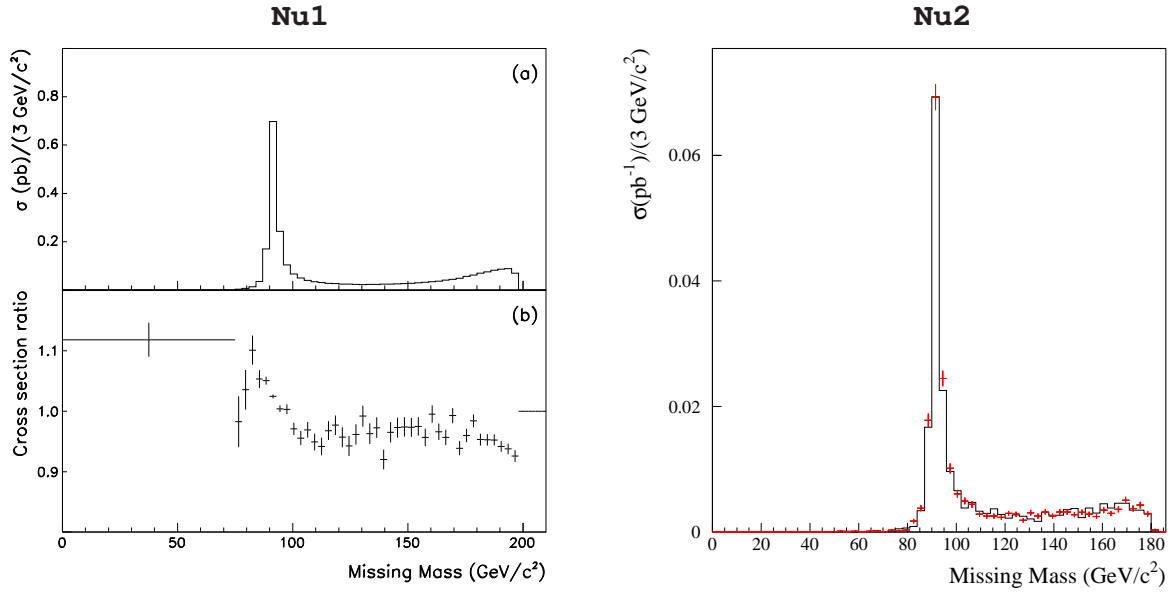 Nu1
σ (pb)/(3 GeV/c²)
(a)
0.8
0.6
0.4
0.2
Cross section ratio
(b)
1.1
1.0
0.9
0 50 100 150 200
Missing Mass (GeV/c²)
Nu2
σ(pb⁻¹)/(3 GeV/c²)
0.06
0.04
0.02
0
0 20 40 60 80 100 120 140 160 180
Missing Mass (GeV/c²)